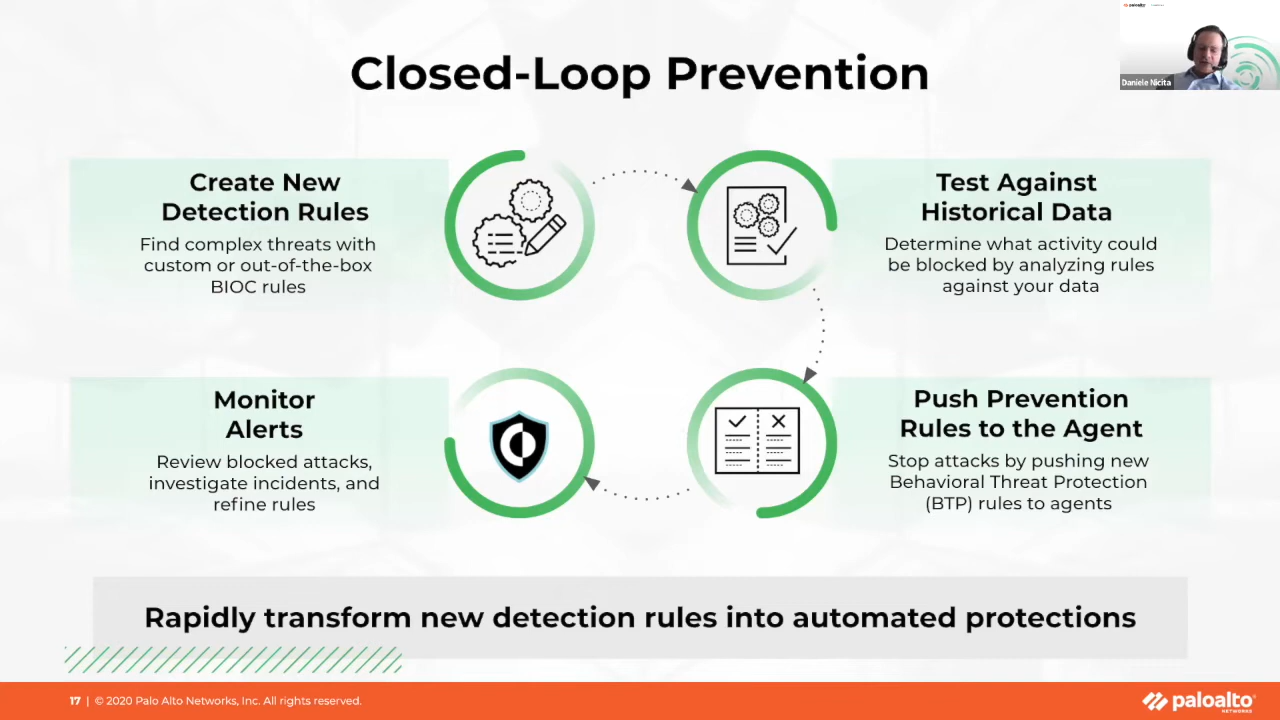 Closed-Loop Prevention
paloalto
Daniele Nicita
Create New
Detection Rules
Find complex threats with
custom or out-of-the-box
BIOC rules
Test Against
Historical Data
Determine what activity could
be blocked by analyzing rules
against your data
Monitor
Alerts
Review blocked attacks,
investigate incidents, and
refine rules
Push Prevention
Rules to the Agent
Stop attacks by pushing new
Behavioral Threat Protection
(BTP) rules to agents
Rapidly transform new detection rules into automated protections
17 | © 2020 Palo Alto Networks, Inc. All rights reserved.
paloalto
NETWORKS